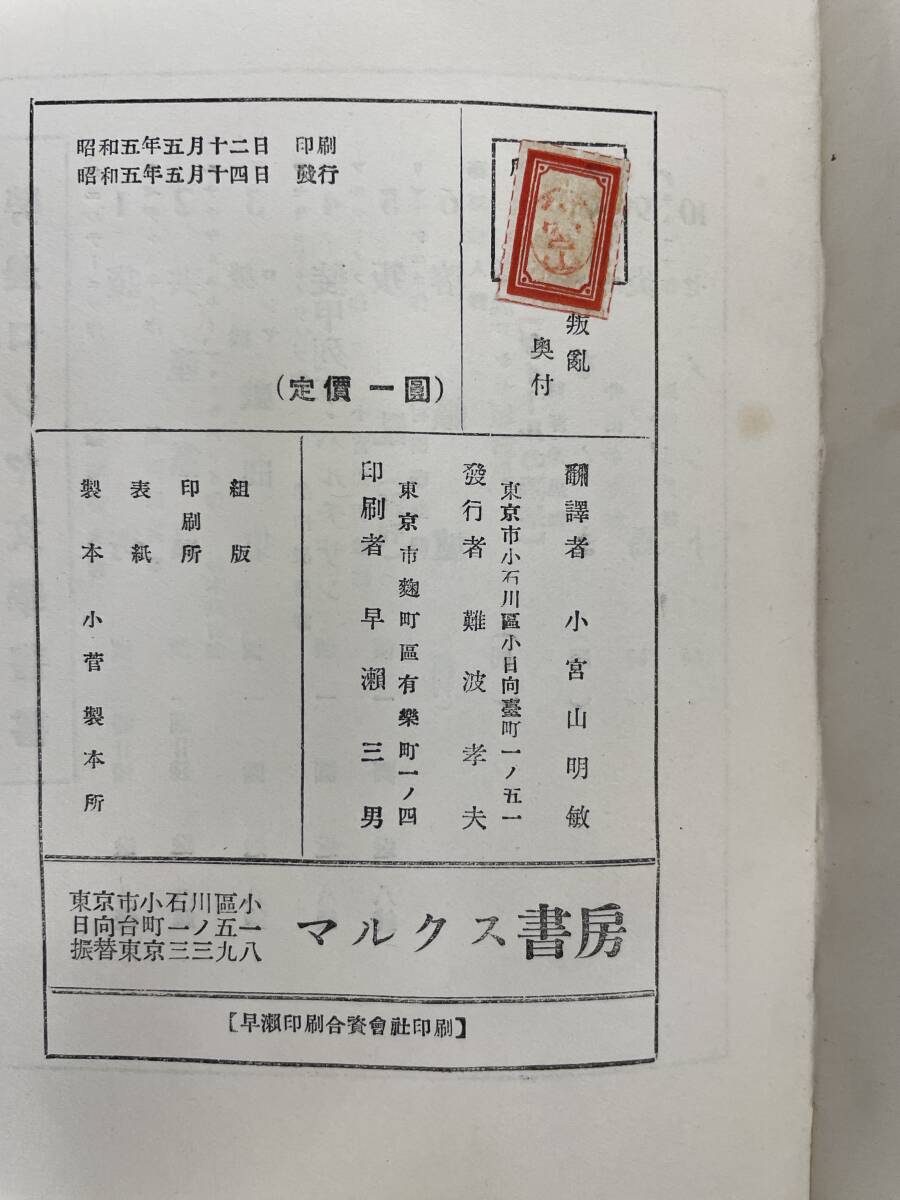 叛亂
奥付
昭和五年五月十二日　印刷
昭和五年五月十四日　發行
(定價 一圓)
翻譯者　小宮山明敏
東京市小石川區小日向臺町一ノ五一
發行者　難波孝夫
東京市麴町區有樂町一ノ四
印刷者　早瀨三男
組版
印刷所
表紙
製本　小菅製本所
マルクス書房
東京市小石川區小
日向台町一ノ五一
振替東京三三九八
【早瀨印刷合資會社印刷】